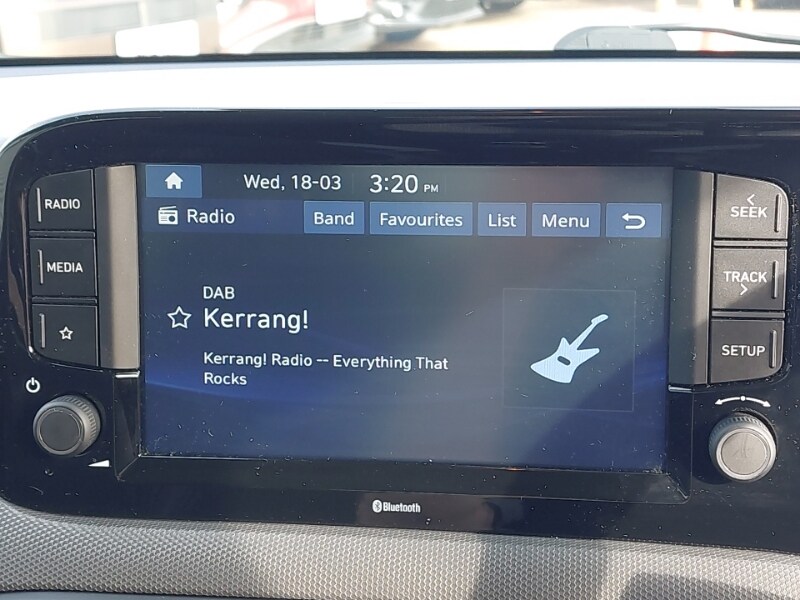 Wed, 18-03 3:20 PM
RADIO
Radio Band Favourites List Menu
SEEK
MEDIA
TRACK
DAB
Kerrang!
Kerrang! Radio -- Everything That
Rocks
SETUP
Bluetooth